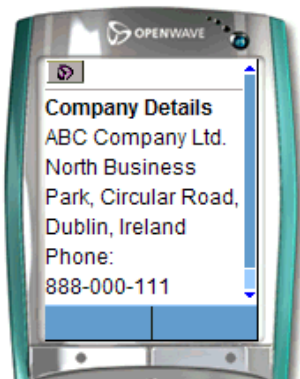 OPENWAVE
Company Details
ABC Company Ltd.
North Business
Park, Circular Road,
Dublin, Ireland
Phone:
888-000-111